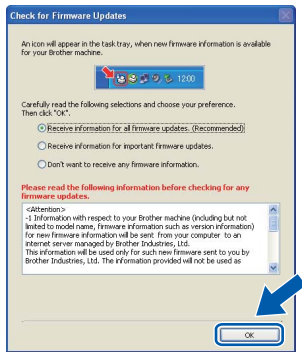 Check for Firmware Updates
An icon will appear in the task tray, when new firmware information is available
for your Brother machine.
12:00
Carefully read the following selections and choose your preference.
Then click "OK".
Receive information for all firmware updates. (Recommended)
Receive information for important firmware updates.
Don't want to receive any firmware information.
Please read the following information before checking for any
firmware updates.
<Attention>
-1 Information with respect to your Brother machine (including but not
limited to model name, firmware information such as version information)
for new firmware information will be sent from your computer to an
internet server managed by Brother Industries, Ltd.
This information will be used only for such new firmware sent to you by
Brother Industries, Ltd. The information provided will not be used as
OK